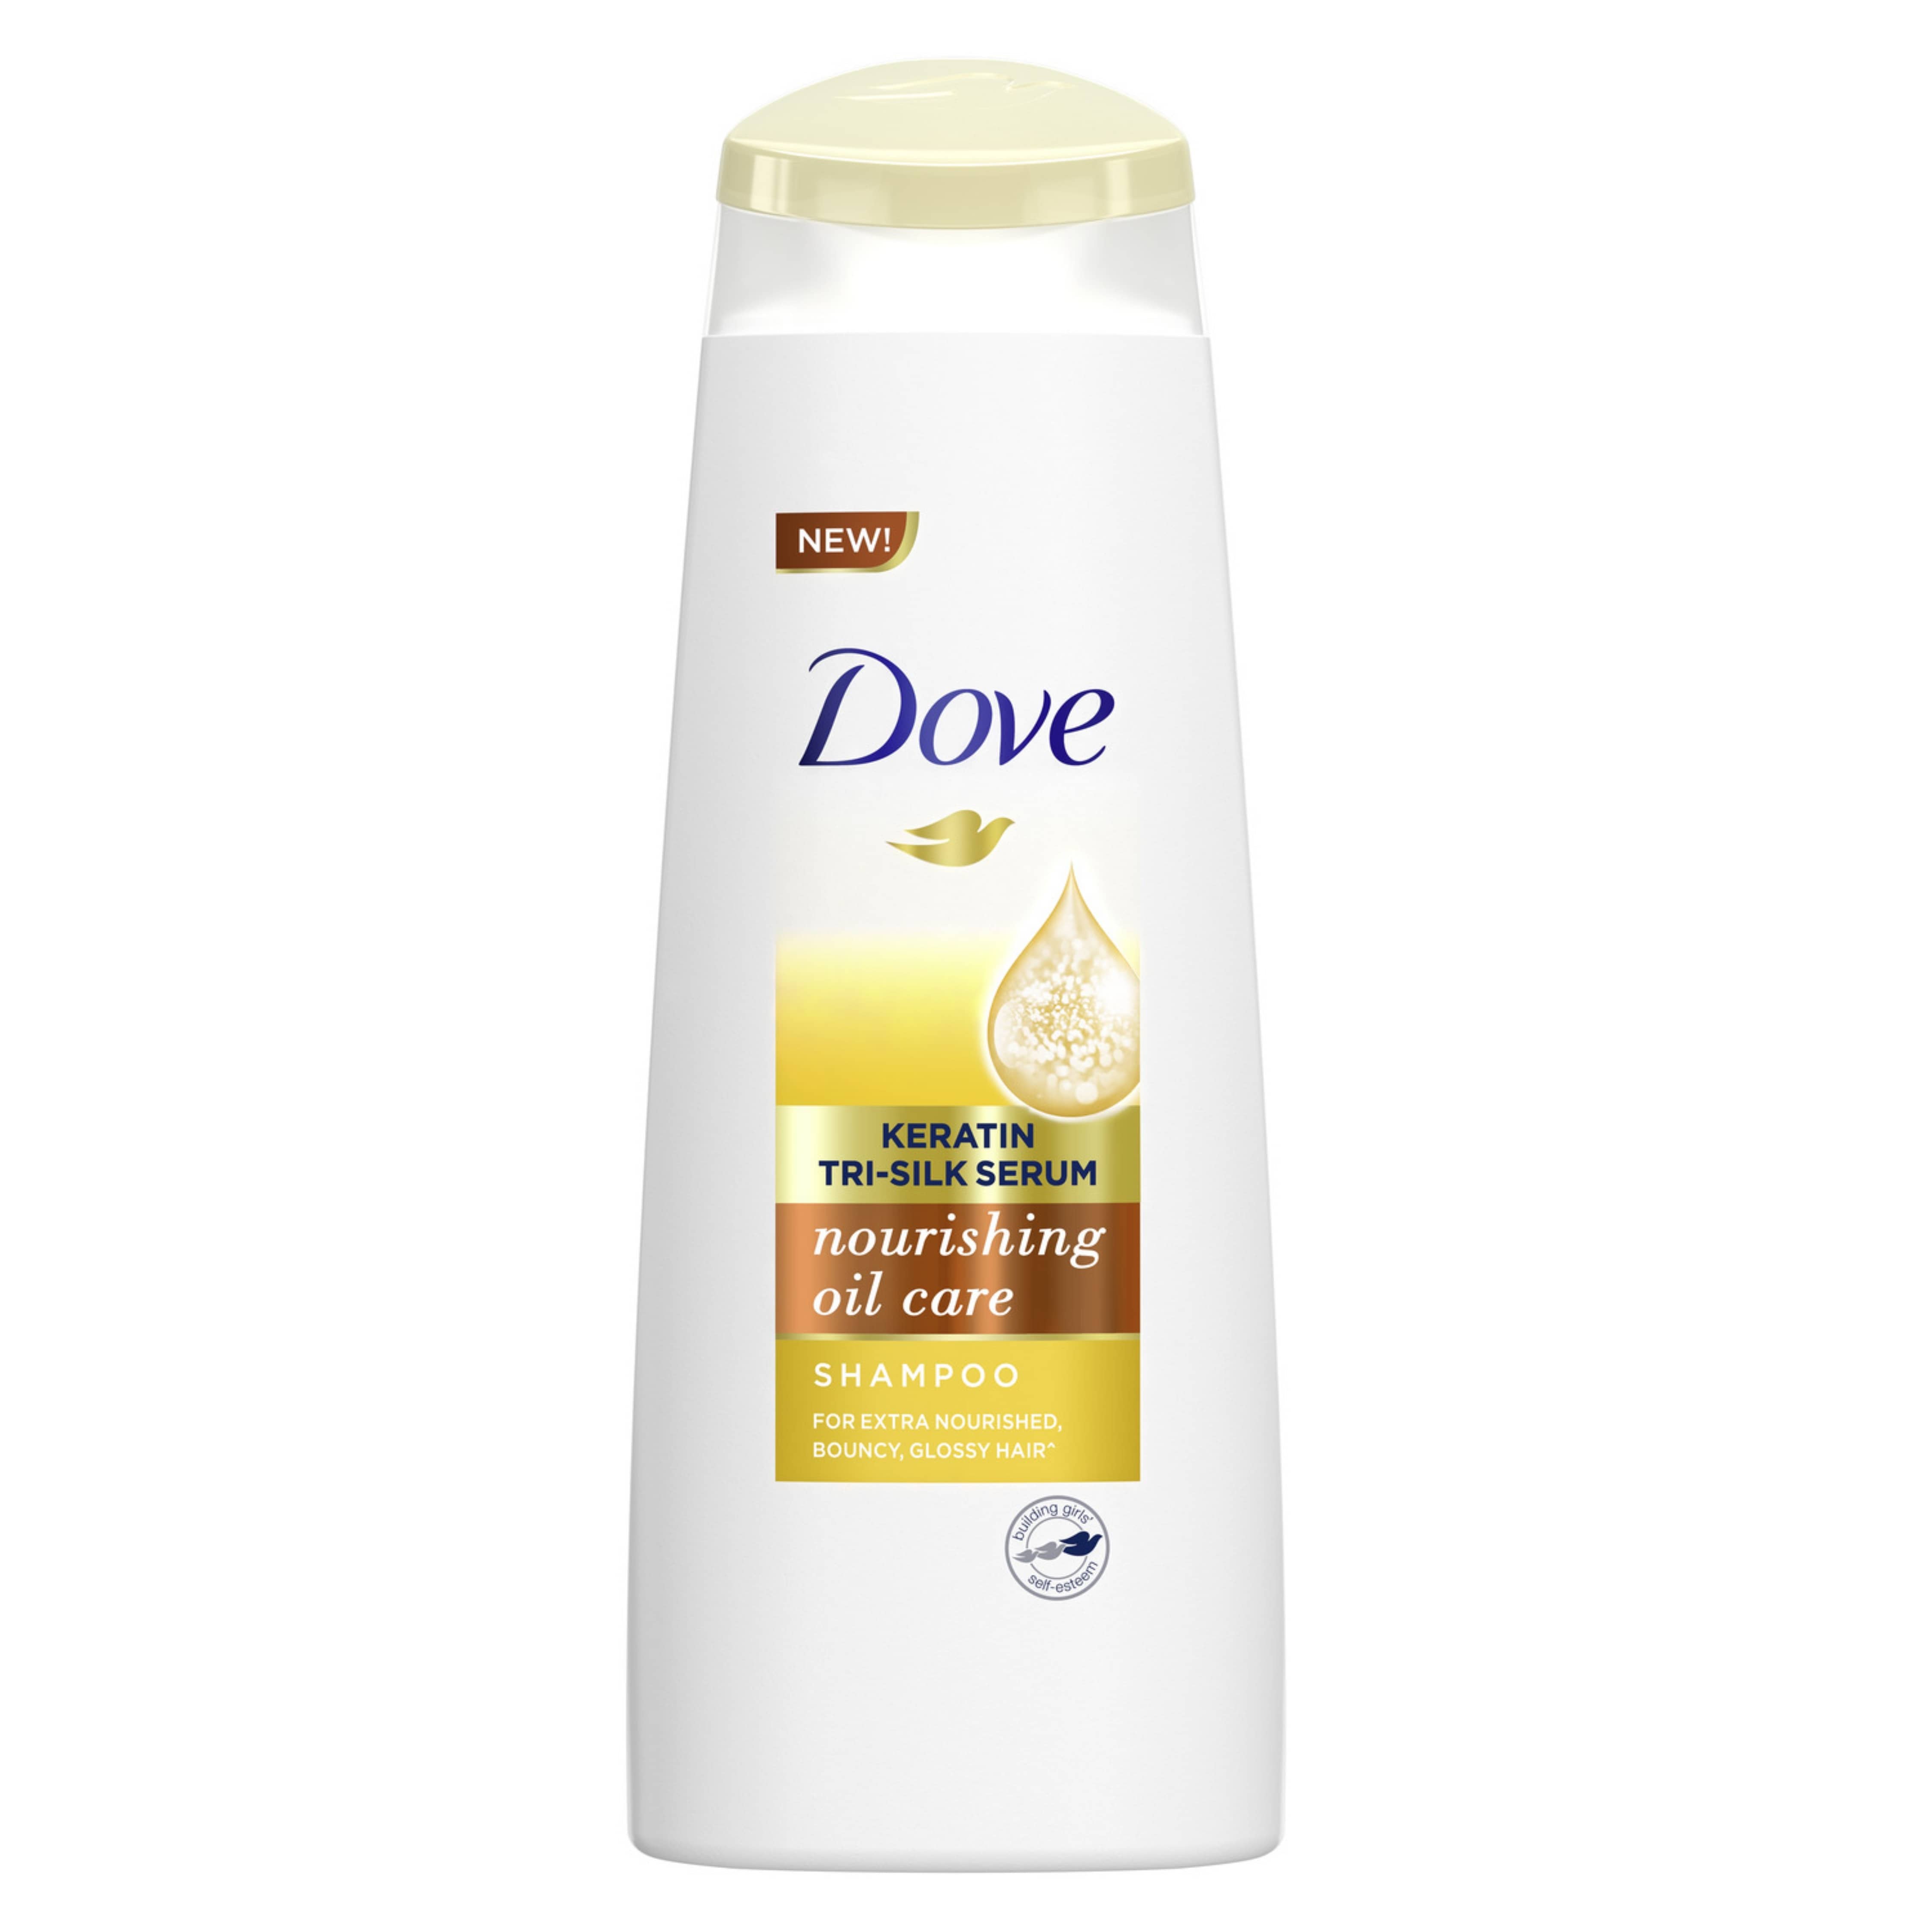 NEW!
Dove
KERATIN
TRI-SILK SERUM
nourishing
oil care
SHAMPOO
FOR EXTRA NOURISHED,
BOUNCY, GLOSSY HAIR^
building girls'
self-esteem